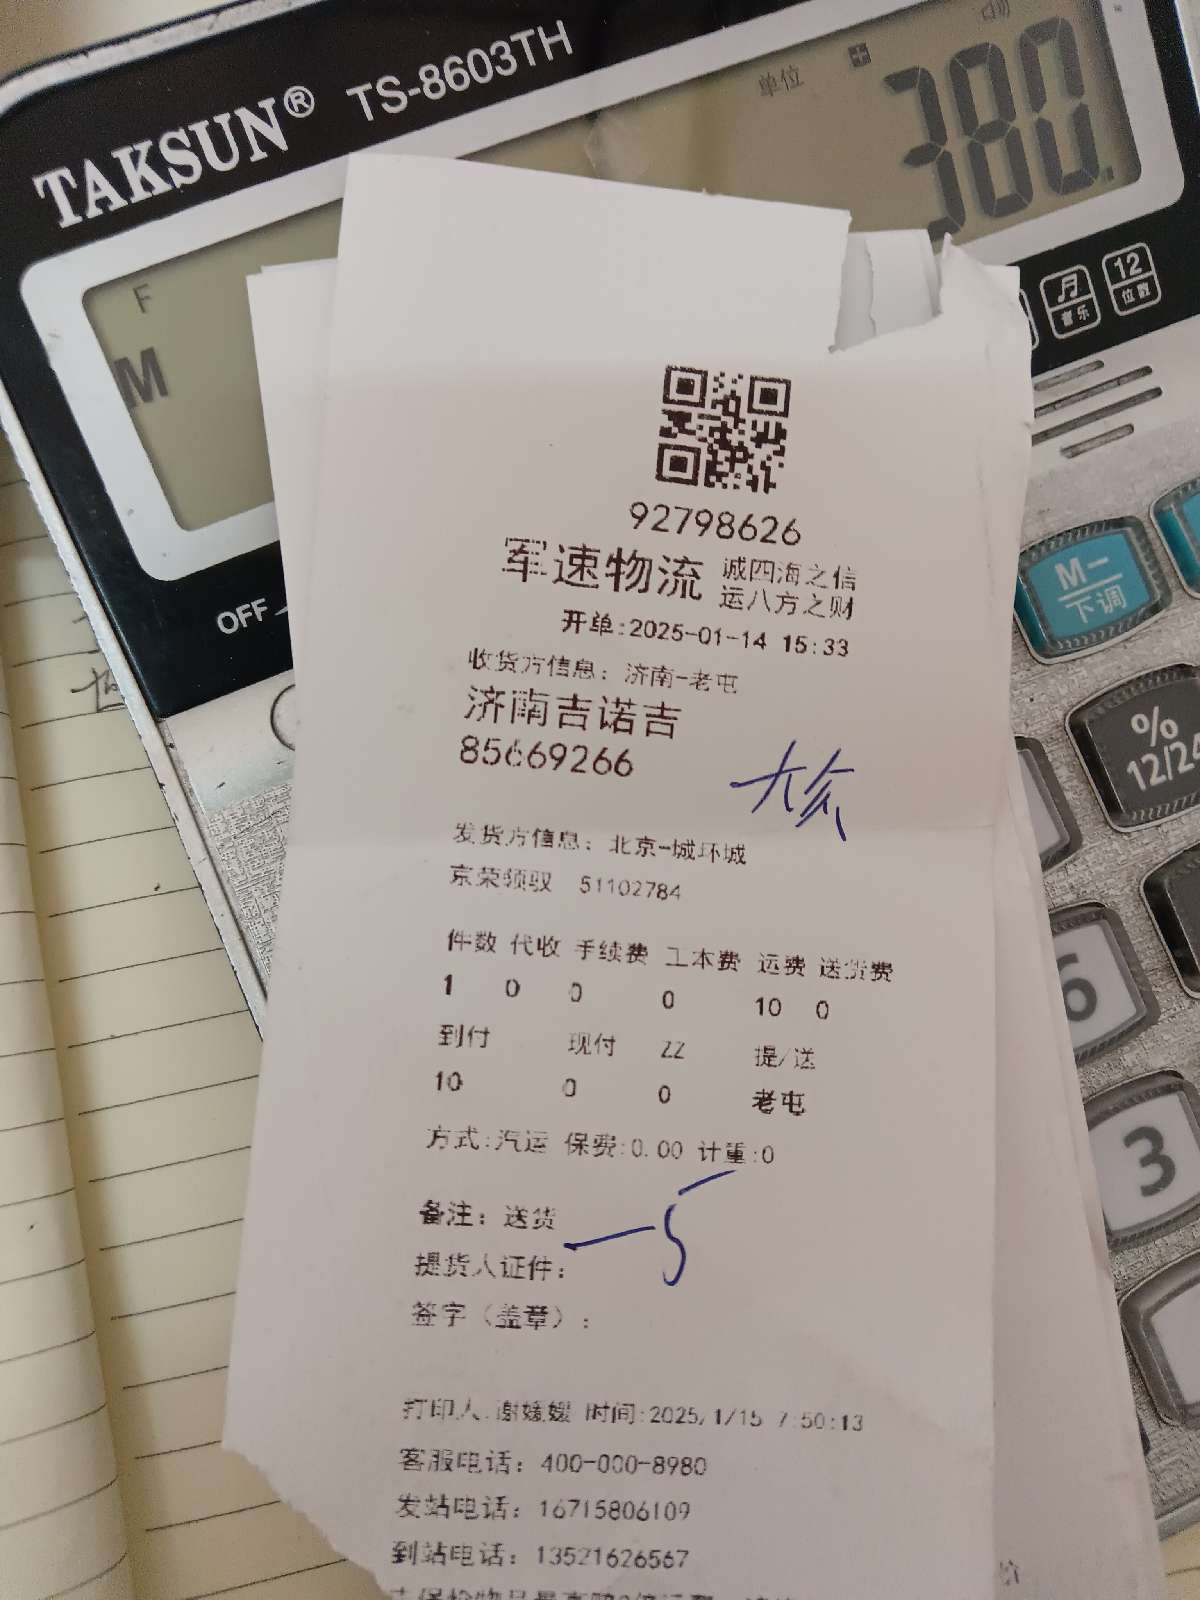 TAKSUN® TS-8603TH
单位
380.
F
M
音乐
12
位数
OFF
M-
下调
%
12/24
6
3
92798626
军速物流 诚四海之信
运八方之财
开单:2025-01-14 15:33
收货方信息：济南-老屯
济南吉诺吉
85669266
发货方信息：北京-城环城
京荣领驭 51102784
件数 代收 手续费 工本费 运费 送货费
1 0 0 0 10 0
到付 现付 ZZ 提/送
10 0 0 老屯
方式:汽运 保费:0.00 计重:0
备注：送货
5
提货人证件：
签字（盖章）：
打印人:谢媛媛 时间:2025/1/15 7:50:13
客服电话：400-000-8980
发站电话：16715806109
到站电话：13521626567